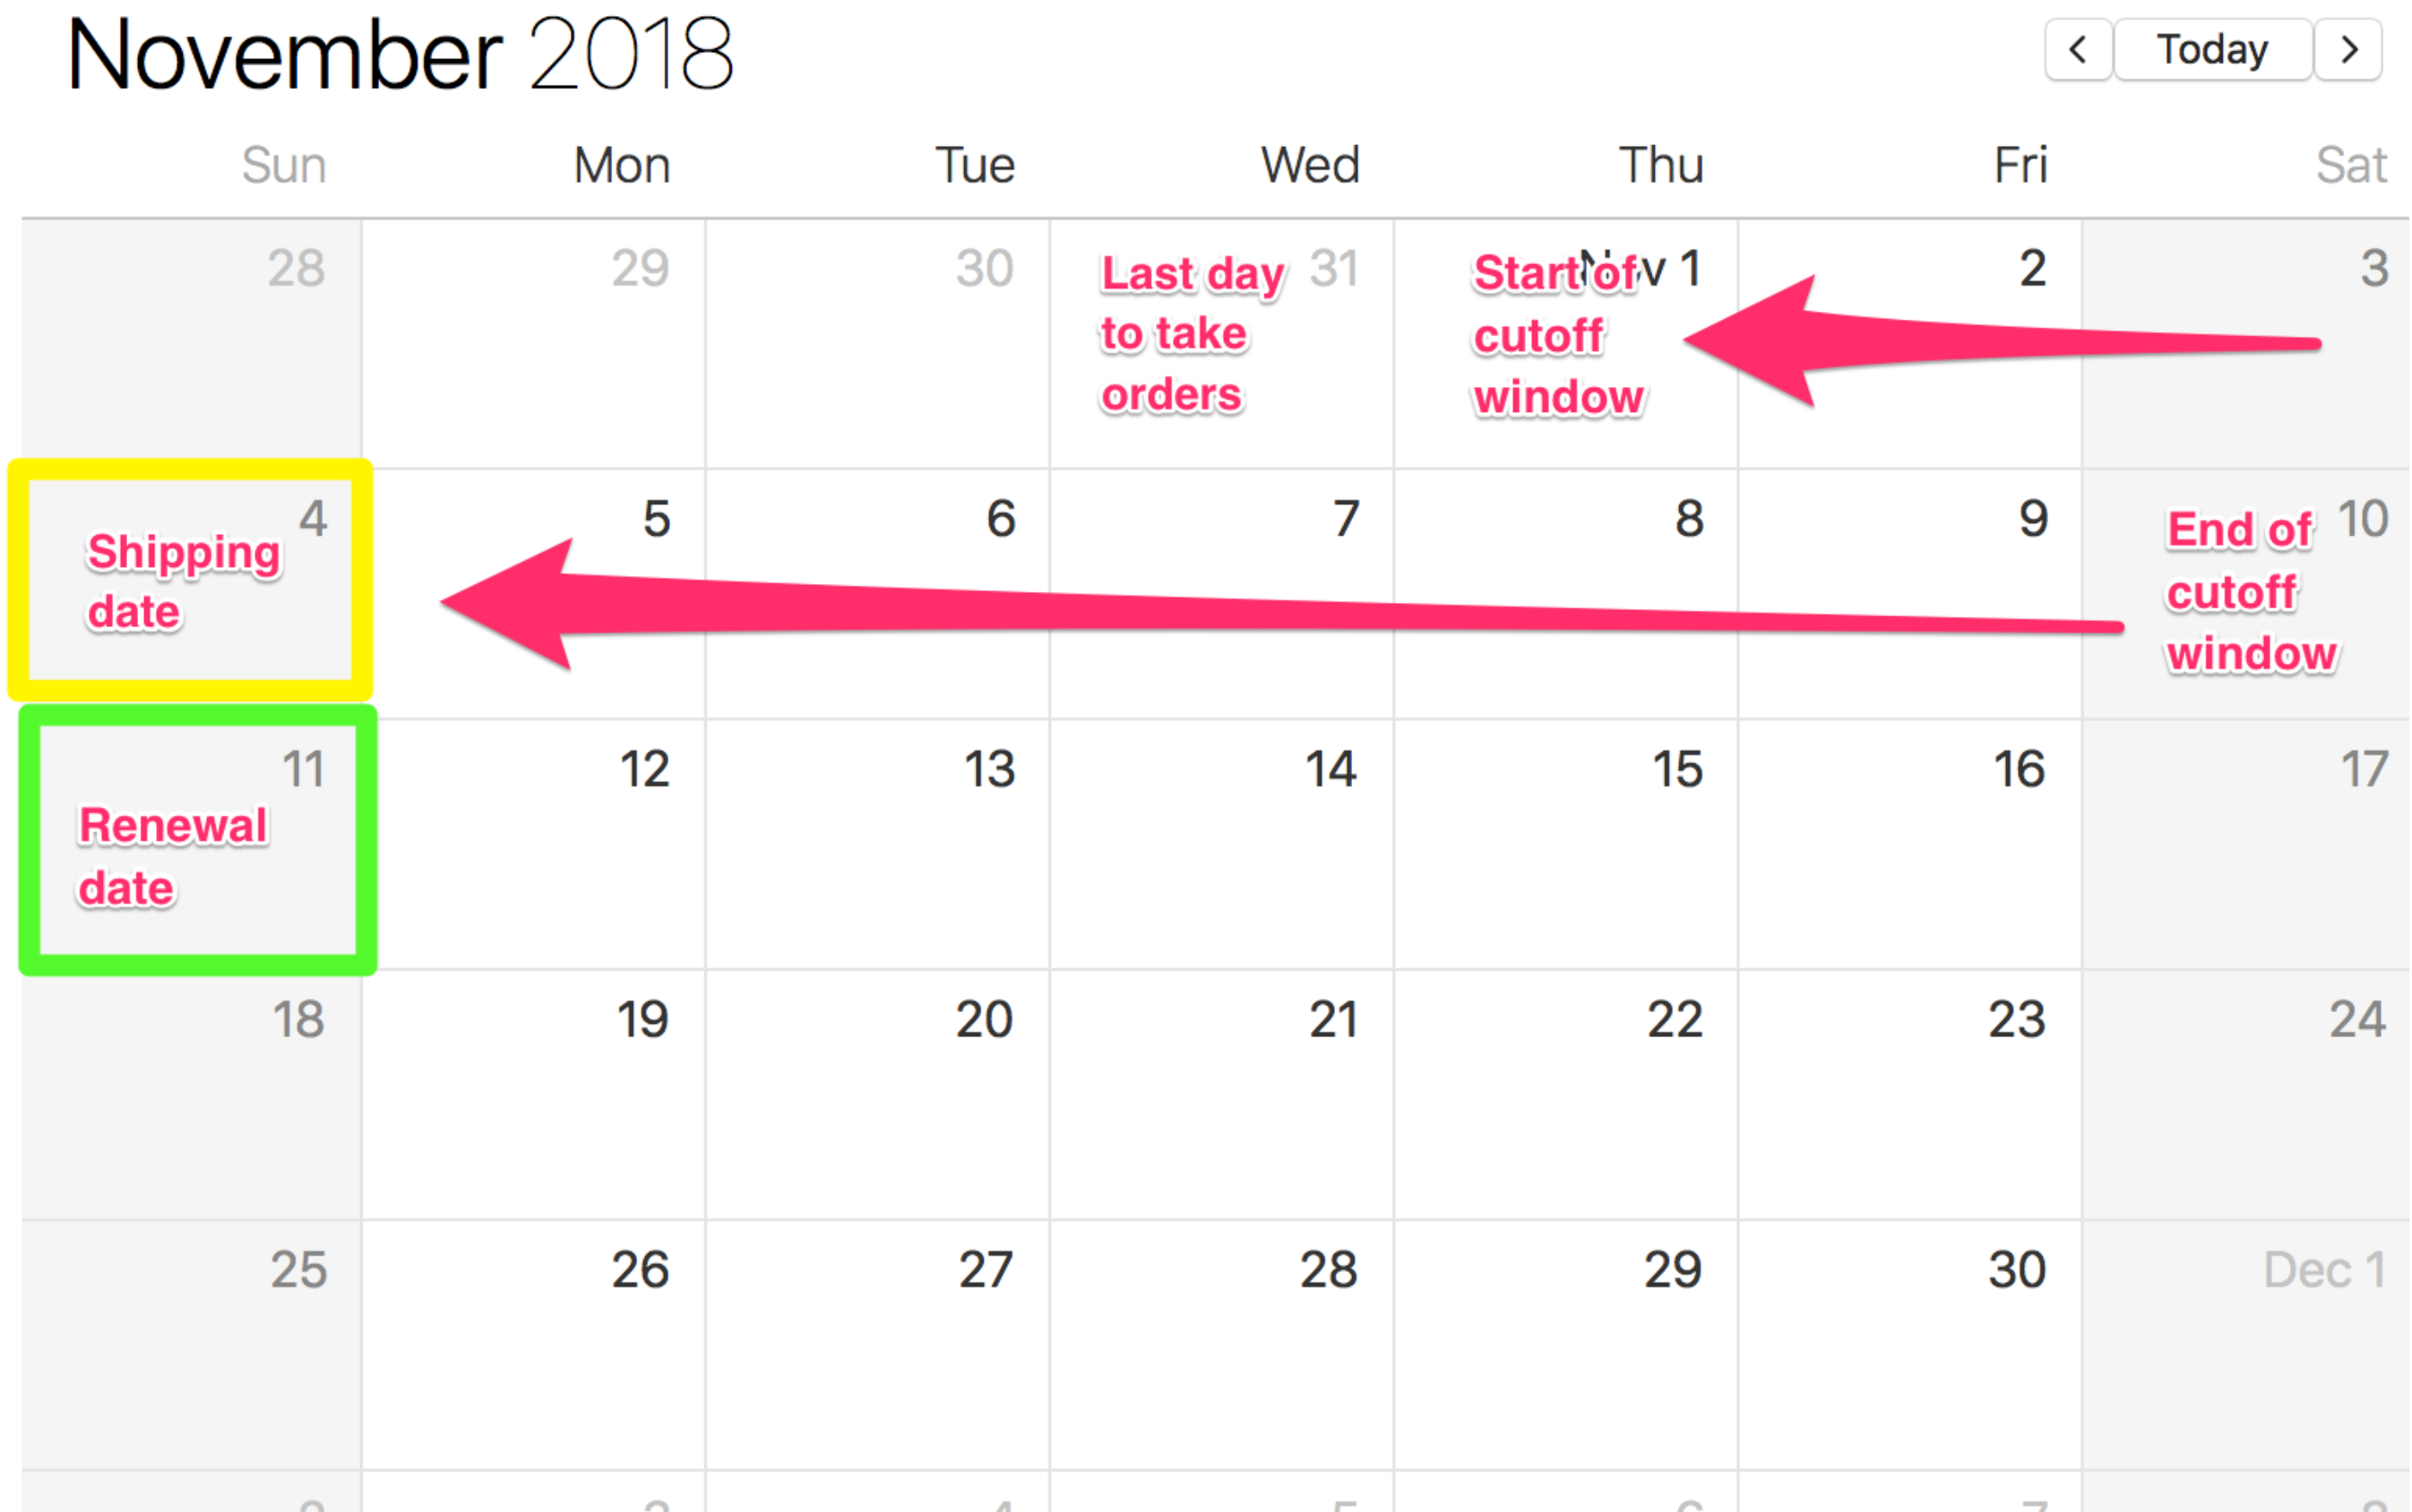 November 2018
Today
Sun Mon Tue Wed Thu Fri Sat
28 29 30 31 Nov 1 2 3
Last day
to take
orders
Start of
cutoff
window
4 5 6 7 8 9 10
Shipping
date
End of
cutoff
window
11 12 13 14 15 16 17
Renewal
date
18 19 20 21 22 23 24
25 26 27 28 29 30 Dec 1